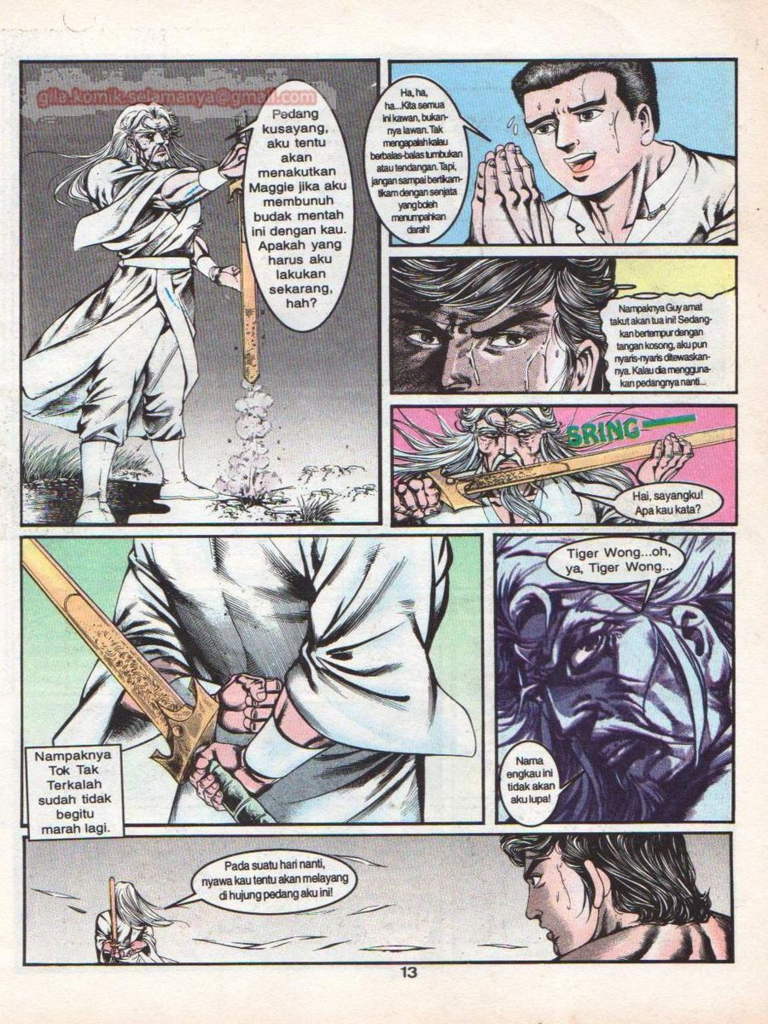 gila.komik.selamanya@gmail.com
Pedang
kusayang,
aku tentu
akan
menakutkan
Maggie jika aku
membunuh
budak mentah
ini dengan kau.
Apakah yang
harus aku
lakukan
sekarang,
hah?
Ha, ha,
ha...Kita semua
ini kawan, bukan-
nya lawan. Tak
mengapalah kalau
berbalas-balas tumbukan
atau tendangan. Tapi,
jangan sampai bertikam-
tikam dengan senjata
yang boleh
menumpahkan
darah!
Nampaknya Guy amat
takut akan tua ini! Sedang-
kan bertempur dengan
tangan kosong, aku pun
nyaris-nyaris ditewaskan-
nya. Kalau dia mengguna-
kan pedangnya nanti...
SRING
Hai, sayangku!
Apa kau kata?
Nampaknya
Tok Tak
Terkalah
sudah tidak
begitu
marah lagi.
Tiger Wong...oh,
ya, Tiger Wong...
Nama
engkau ini
tidak akan
aku lupa!
Pada suatu hari nanti,
nyawa kau tentu akan melayang
di hujung pedang aku ini!
13